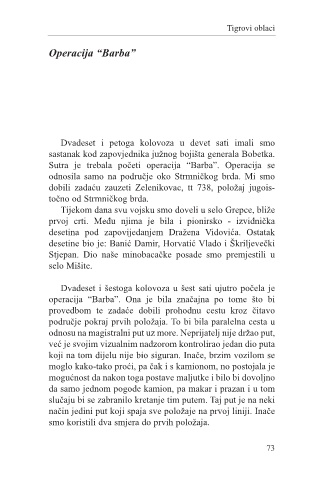 Tigrovi oblaci
Operacija “Barba”
Dvadeset i petoga kolovoza u devet sati imali smo
sastanak kod zapovjednika južnog bojišta generala Bobetka.
Sutra je trebala početi operacija “Barba”. Operacija se
odnosila samo na područje oko Strmničkog brda. Mi smo
dobili zadaću zauzeti Zelenikovac, tt 738, položaj jugois-
točno od Strmničkog brda.
Tijekom dana svu vojsku smo doveli u selo Grepce, bliže
prvoj crti. Među njima je bila i pionirsko - izvidnička
desetina pod zapovijedanjem Dražena Vidovića. Ostatak
desetine bio je: Banić Damir, Horvatić Vlado i Škriljevečki
Stjepan. Dio naše minobacačke posade smo premjestili u
selo Mišite.
Dvadeset i šestoga kolovoza u šest sati ujutro počela je
operacija “Barba”. Ona je bila značajna po tome što bi
provedbom te zadaće dobili prohodnu cestu kroz čitavo
područje pokraj prvih položaja. To bi bila paralelna cesta u
odnosu na magistralni put uz more. Neprijatelj nije držao put,
već je svojim vizualnim nadzorom kontrolirao jedan dio puta
koji na tom dijelu nije bio siguran. Inače, brzim vozilom se
moglo kako-tako proći, pa čak i s kamionom, no postojala je
mogućnost da nakon toga postave maljutke i bilo bi dovoljno
da samo jednom pogode kamion, pa makar i prazan i u tom
slučaju bi se zabranilo kretanje tim putem. Taj put je na neki
način jedini put koji spaja sve položaje na prvoj liniji. Inače
smo koristili dva smjera do prvih položaja.
73